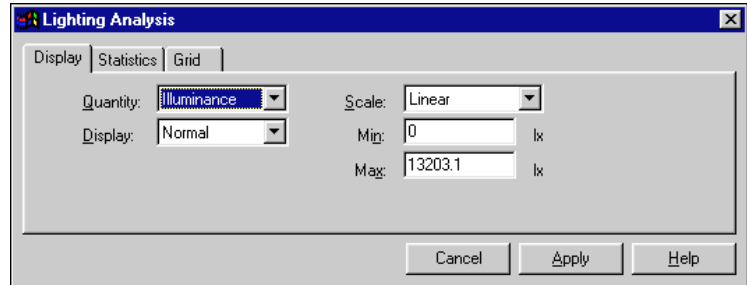 Lighting Analysis
Display Statistics Grid
Quantity: Illuminance Scale: Linear
Display: Normal Min: 0 lx
Max: 13203.1 lx
Cancel Apply Help